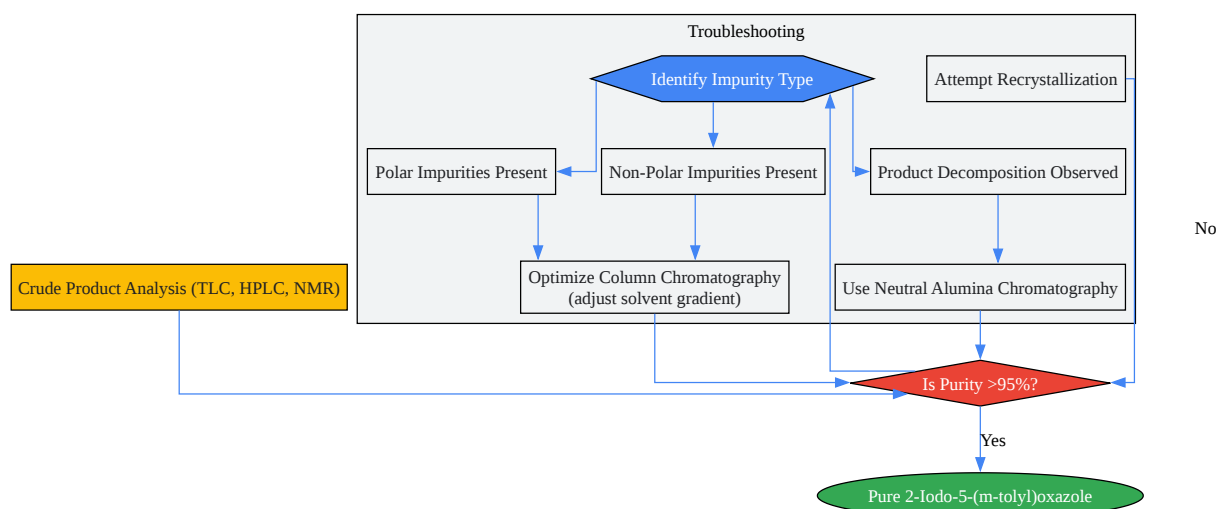 Troubleshooting
Identify Impurity Type
Attempt Recrystallization
Polar Impurities Present
Non-Polar Impurities Present
Product Decomposition Observed
No
Crude Product Analysis (TLC, HPLC, NMR)
Optimize Column Chromatography
(adjust solvent gradient)
Use Neutral Alumina Chromatography
Is Purity >95%?
Yes
Pure 2-Iodo-5-(m-tolyl)oxazole